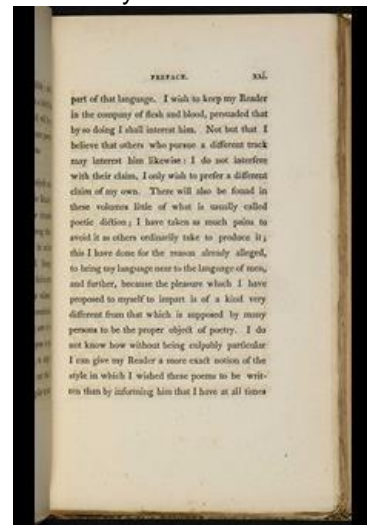 PREFACE. xxi.
part of that language. I wish to keep my Reader
in the company of flesh and blood, persuaded that
by so doing I shall interest him. Not but that I
believe that others who pursue a different track
may interest him likewise: I do not interfere
with their claim, I only wish to prefer a different
claim of my own. There will also be found in
these volumes little of what is usually called
poetic diction; I have taken as much pains to
avoid it as others ordinarily take to produce it;
this I have done for the reason already alleged,
to bring my language near to the language of men,
and further, because the pleasure which I have
proposed to myself to impart is of a kind very
different from that which is supposed by many
persons to be the proper object of poetry. I do
not know how without being culpably particular
I can give my Reader a more exact notion of the
style in which I wished these poems to be writ-
ten than by informing him that I have at all times